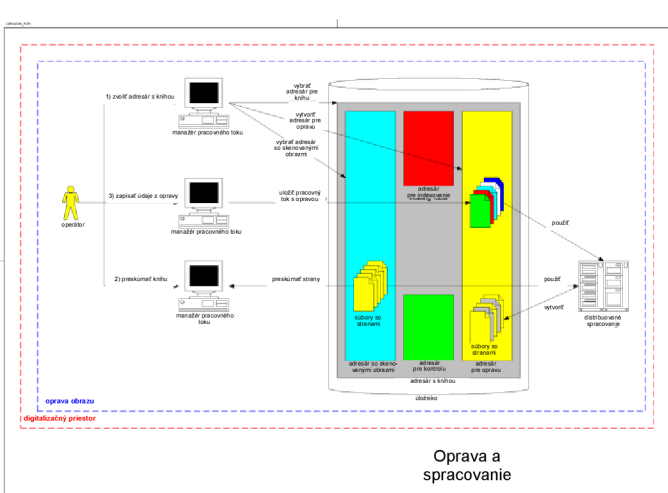 1) zvoliť adresár s knihou
manažér pracovného toku
vybrať
adresár pre
knihu
vytvoriť
adresár pre
opravu
vybrať adresár
so skenovanými
obrazmi
adresár
pre indexovanie
operátor
3) zapísať údaje z opravy
manažér pracovného toku
uložiť pracovný
tok s opravou
použiť
2) preskúmať knihu
manažér pracovného
toku
preskúmať strany
použiť
vytvoriť
distribuované
spracovanie
súbory so
stranami
súbory so
stranami
adresár so skeno-
vanými obrazmi
adresár
pre kontrolu
adresár
pre opravu
adresár s knihou
úložisko
oprava obrazu
digitalizačný priestor
Oprava a
spracovanie